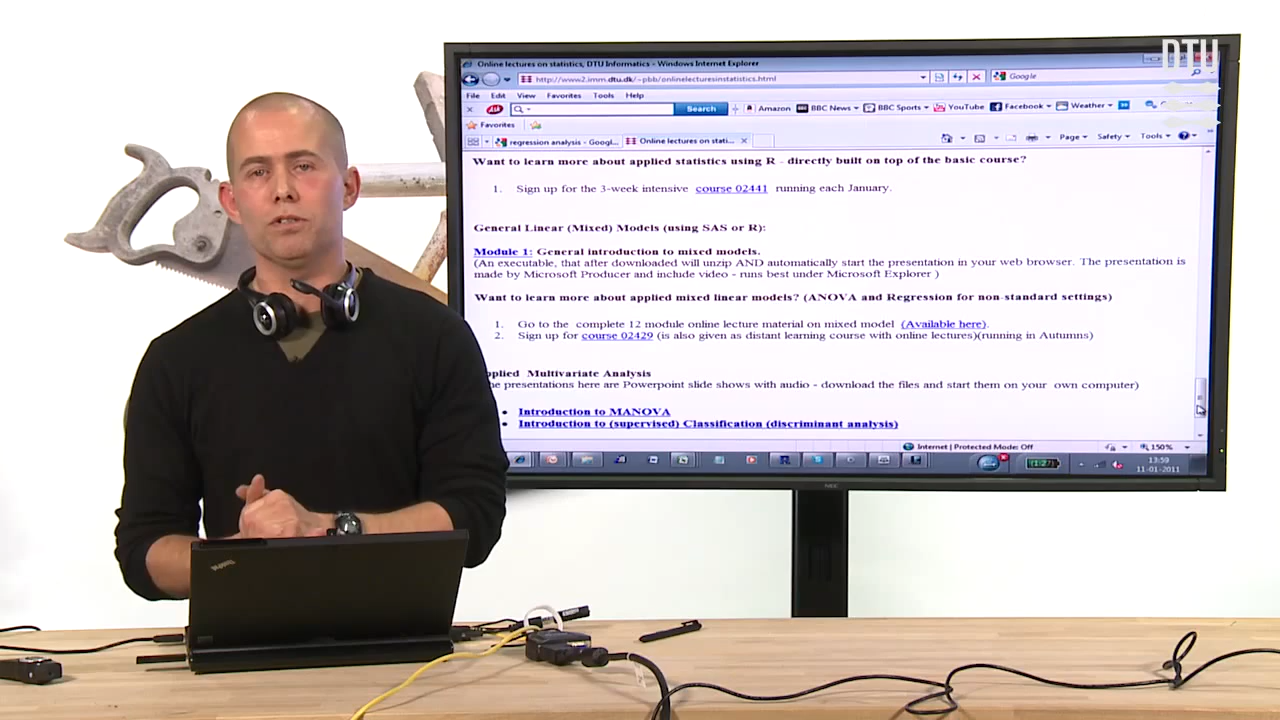 DTU
Online lectures on statistics, DTU Informatics - Windows Internet Explorer
http://www2.imm.dtu.dk/~pbb/onlinelecturesinstatistics.html
Google
File Edit View Favorites Tools Help
Search
Amazon BBC News BBC Sports YouTube Facebook Weather
Favorites
regression analysis - Googl... Online lectures on stati...
Page Safety Tools
Want to learn more about applied statistics using R - directly built on top of the basic course?
1. Sign up for the 3-week intensive course 02441 running each January.
General Linear (Mixed) Models (using SAS or R):
Module 1: General introduction to mixed models.
(An executable, that after downloaded will unzip AND automatically start the presentation in your web browser. The presentation is
made by Microsoft Producer and include video - runs best under Microsoft Explorer )
Want to learn more about applied mixed linear models? (ANOVA and Regression for non-standard settings)
1. Go to the complete 12 module online lecture material on mixed model (Available here).
2. Sign up for course 02429 (is also given as distant learning course with online lectures)(running in Autumns)
plied Multivariate Analysis
he presentations here are Powerpoint slide shows with audio - download the files and start them on your own computer)
• Introduction to MANOVA
• Introduction to (supervised) Classification (discriminant analysis)
Internet | Protected Mode: Off
150%
13:59
11-01-2011
NEC
ThinkPad